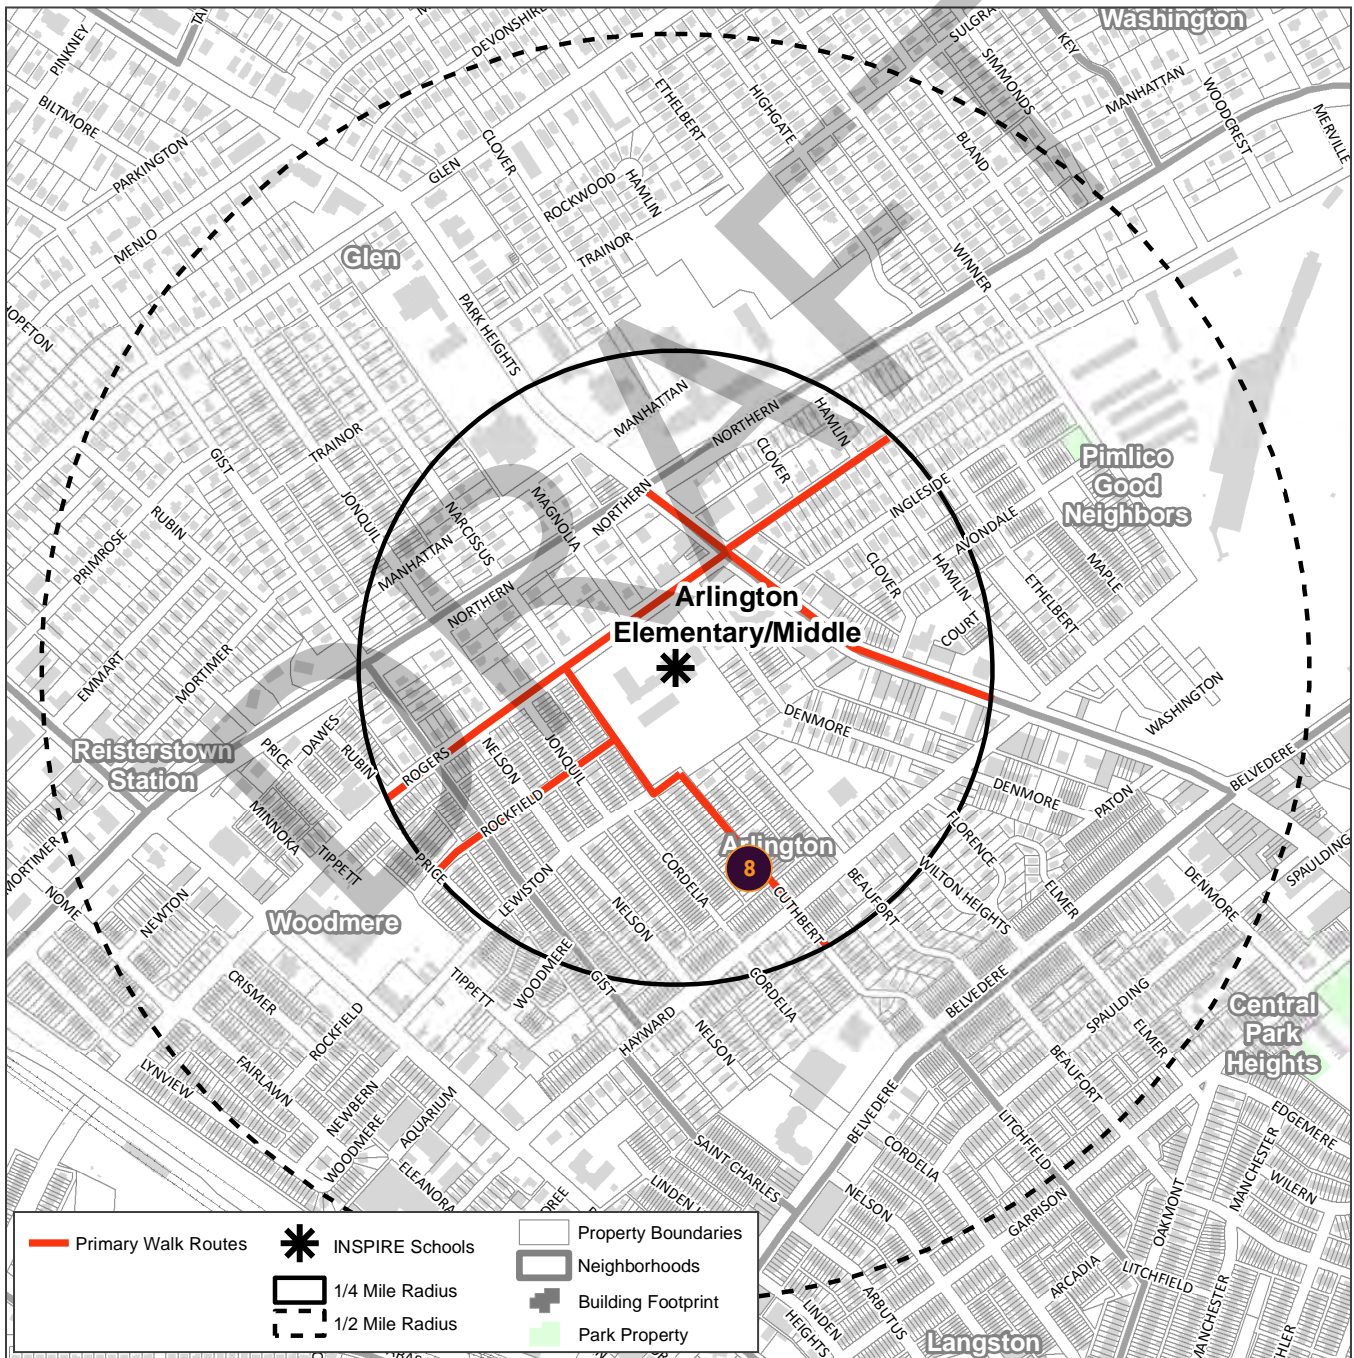 Washington
PINKNEY
DEVONSHIRE
SULGRA
KEY
SIMMONDS
BILTMORE
ETHELBERT
HIGHGATE
MANHATTAN
WOODCREST
MERVILLE
PARKINGTON
CLOVER
BLAND
GLEN
ROCKWOOD
HAMLIN
MENLO
TRAINOR
Glen
WINNER
OPETON
PARK HEIGHTS
DRAFT
MANHATTAN
NORTHERN
HAMLIN
TRAINOR
GIST
CLOVER
Pimlico
Good
Neighbors
JONQUIL
NARCISSUS
MAGNOLIA
NORTHERN
INGLESIDE
RUBIN
AVONDALE
PRIMROSE
MANHATTAN
CLOVER
HAMLIN
MAPLE
ETHELBERT
NORTHERN
Arlington
Elementary/Middle
COURT
EMMART
MORTIMER
WASHINGTON
DENMORE
Reisterstown
Station
PRICE
DAWES
RUBIN
ROGERS
NELSON
JONQUIL
BELVEDERE
DENMORE
PATON
MINNOKA
ROCKFIELD
TIPPETT
PRICE
Arlington
8
FLORENCE
SPAULDING
MORTIMER
NOME
NEWTON
Woodmere
LEWISTON
CORDELIA
CUTHBERT
BEAUFORT
WILTON HEIGHTS
ELMER
DENMORE
NELSON
CRISMER
TIPPETT
WOODMERE
GIST
CORDELIA
BELVEDERE
SPAULDING
Central
Park
Heights
ROCKFIELD
HAYWARD
NELSON
ELMER
LYNVIEW
FAIRLAWN
NEWBERN
AQUARIUM
BEAUFORT
BELVEDERE
LITCHFIELD
EDGEMERE
MANCHESTER
WOODMERE
ELEANORA
SAINT CHARLES
CORDELIA
WILERN
LINDEN
NELSON
GARRISON
OAKMONT
ARCADIA
LITCHFIELD
MANCHESTER
LINDEN
HEIGHTS
ARBUTUS
Langston
Primary Walk Routes
INSPIRE Schools
1/4 Mile Radius
1/2 Mile Radius
Property Boundaries
Neighborhoods
Building Footprint
Park Property